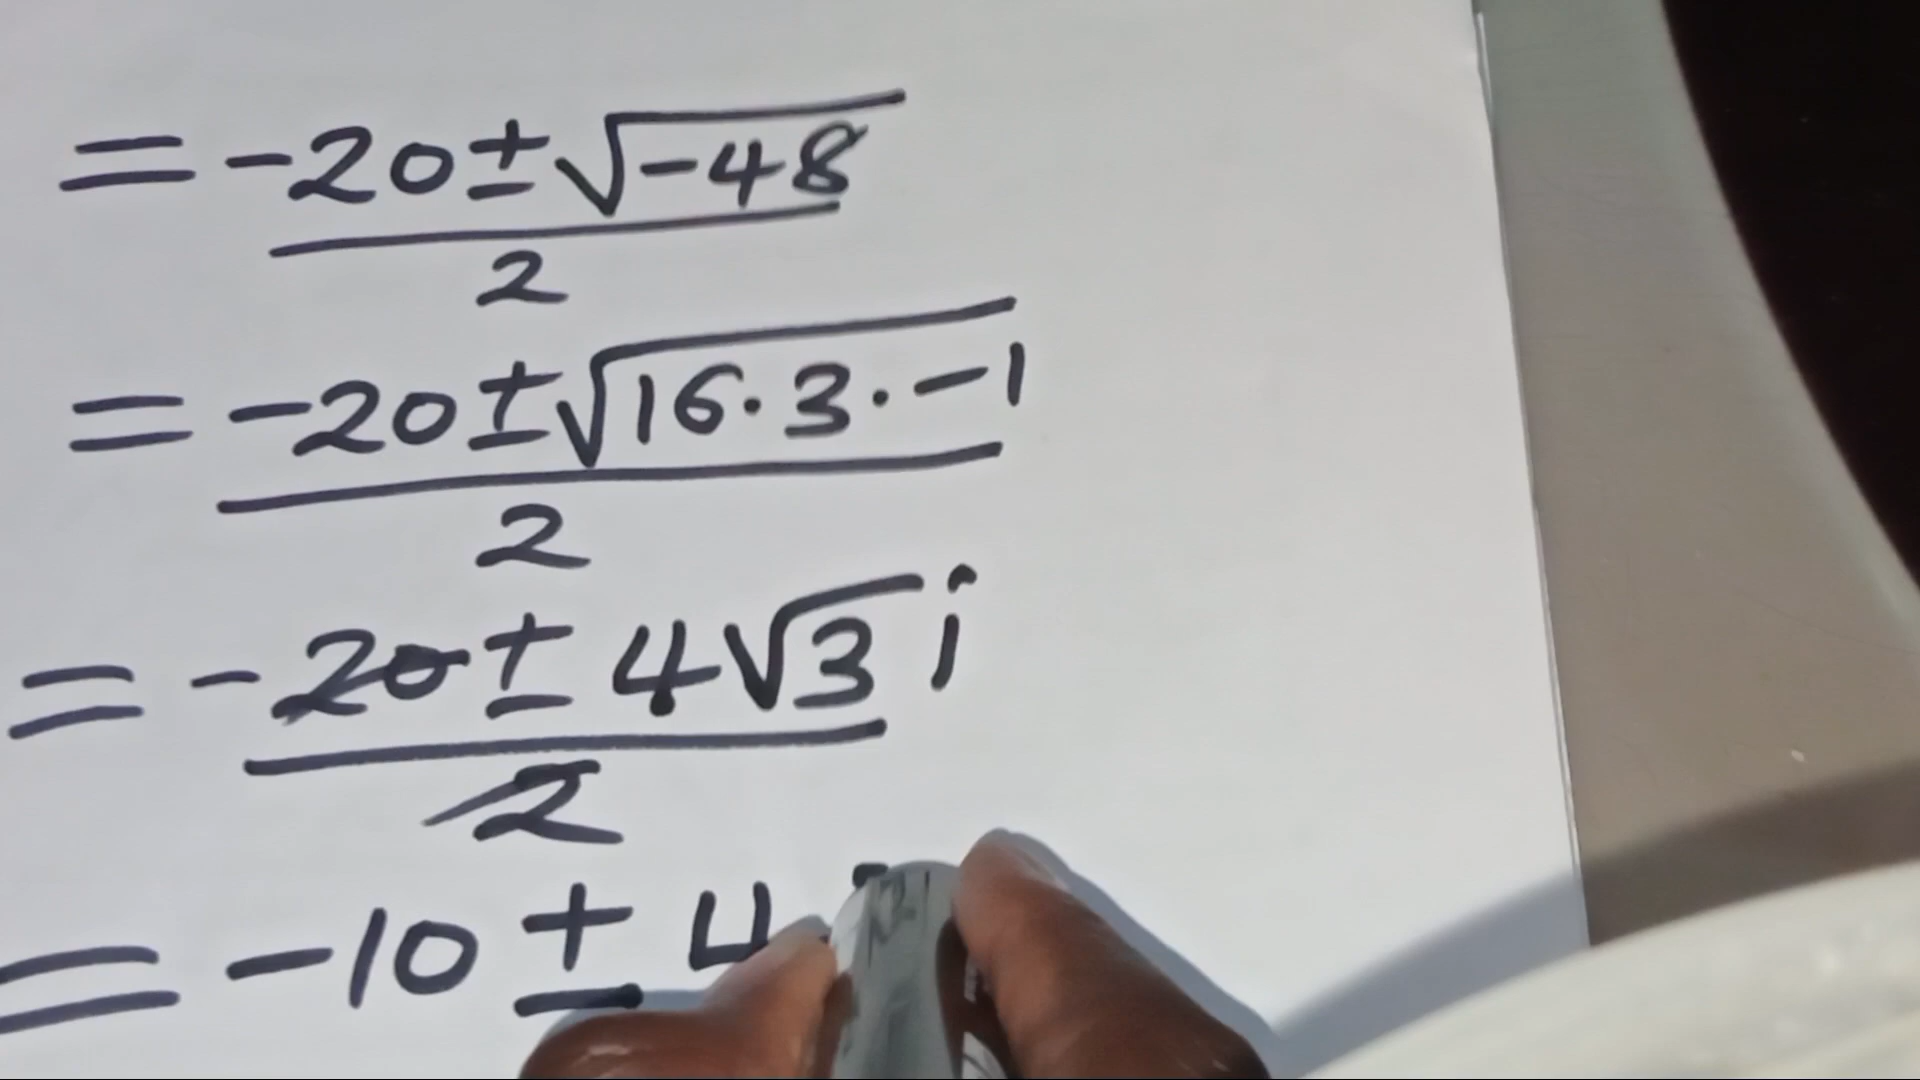 = -20 ± √-48
2
= -20 ± √16·3·-1
2
= -20 ± 4√3 i
2
= -10 ± 4